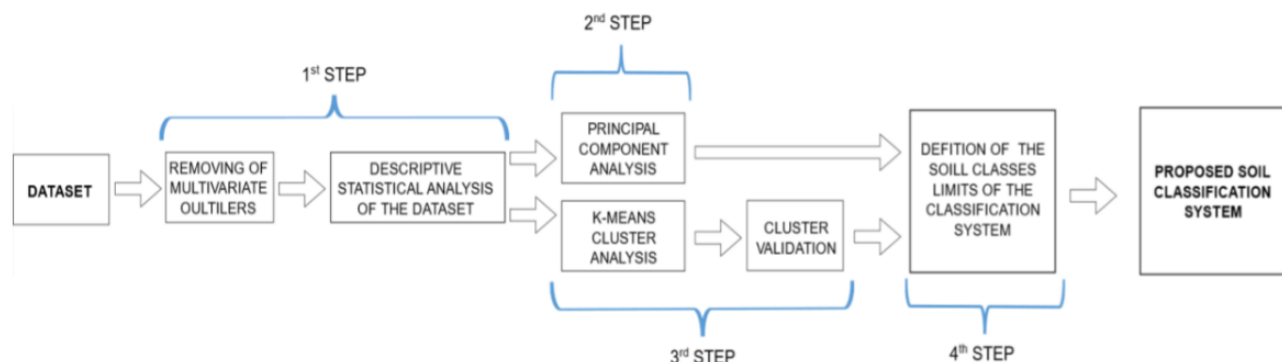 2nd STEP
1st STEP
DATASET
REMOVING OF
MULTIVARIATE
OULTILERS
DESCRIPTIVE
STATISTICAL ANALYSIS
OF THE DATASET
PRINCIPAL
COMPONENT
ANALYSIS
K-MEANS
CLUSTER
ANALYSIS
CLUSTER
VALIDATION
DEFITION OF THE
SOILL CLASSES
LIMITS OF THE
CLASSIFICATION
SYSTEM
PROPOSED SOIL
CLASSIFICATION
SYSTEM
3rd STEP
4th STEP